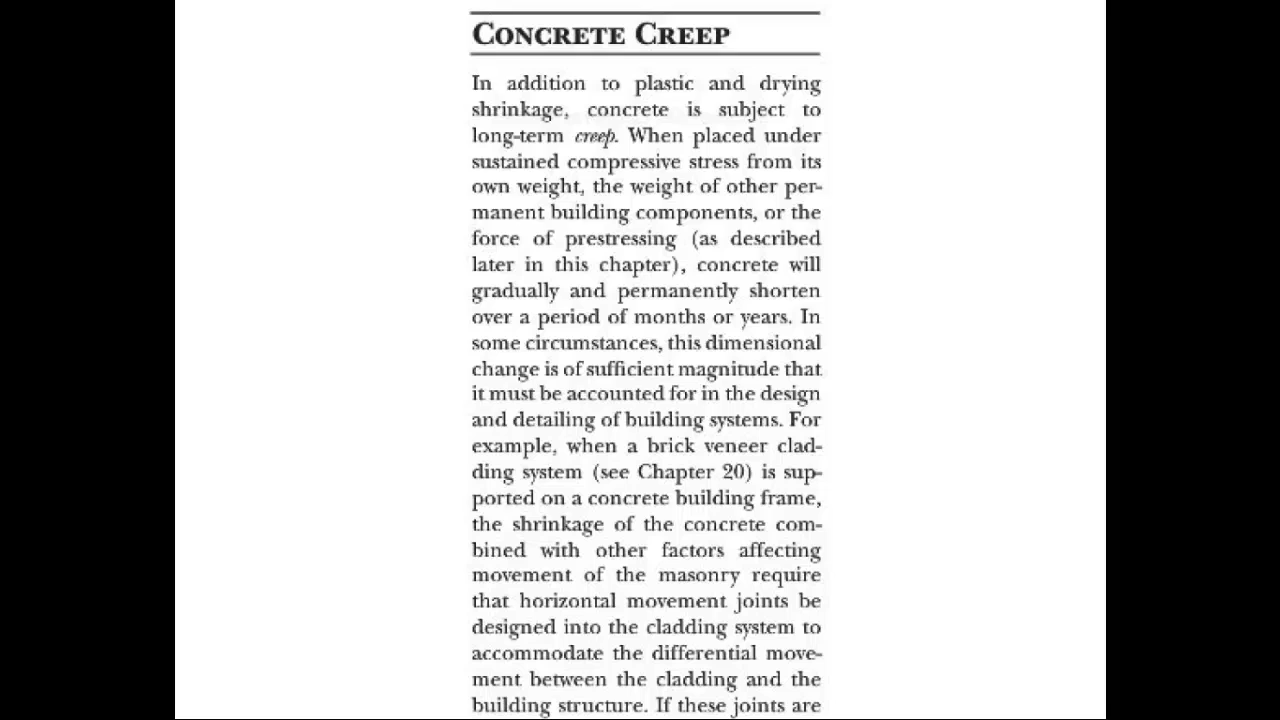 CONCRETE CREEP
In addition to plastic and drying
shrinkage, concrete is subject to
long-term creep. When placed under
sustained compressive stress from its
own weight, the weight of other per-
manent building components, or the
force of prestressing (as described
later in this chapter), concrete will
gradually and permanently shorten
over a period of months or years. In
some circumstances, this dimensional
change is of sufficient magnitude that
it must be accounted for in the design
and detailing of building systems. For
example, when a brick veneer clad-
ding system (see Chapter 20) is sup-
ported on a concrete building frame,
the shrinkage of the concrete com-
bined with other factors affecting
movement of the masonry require
that horizontal movement joints be
designed into the cladding system to
accommodate the differential move-
ment between the cladding and the
building structure. If these joints are